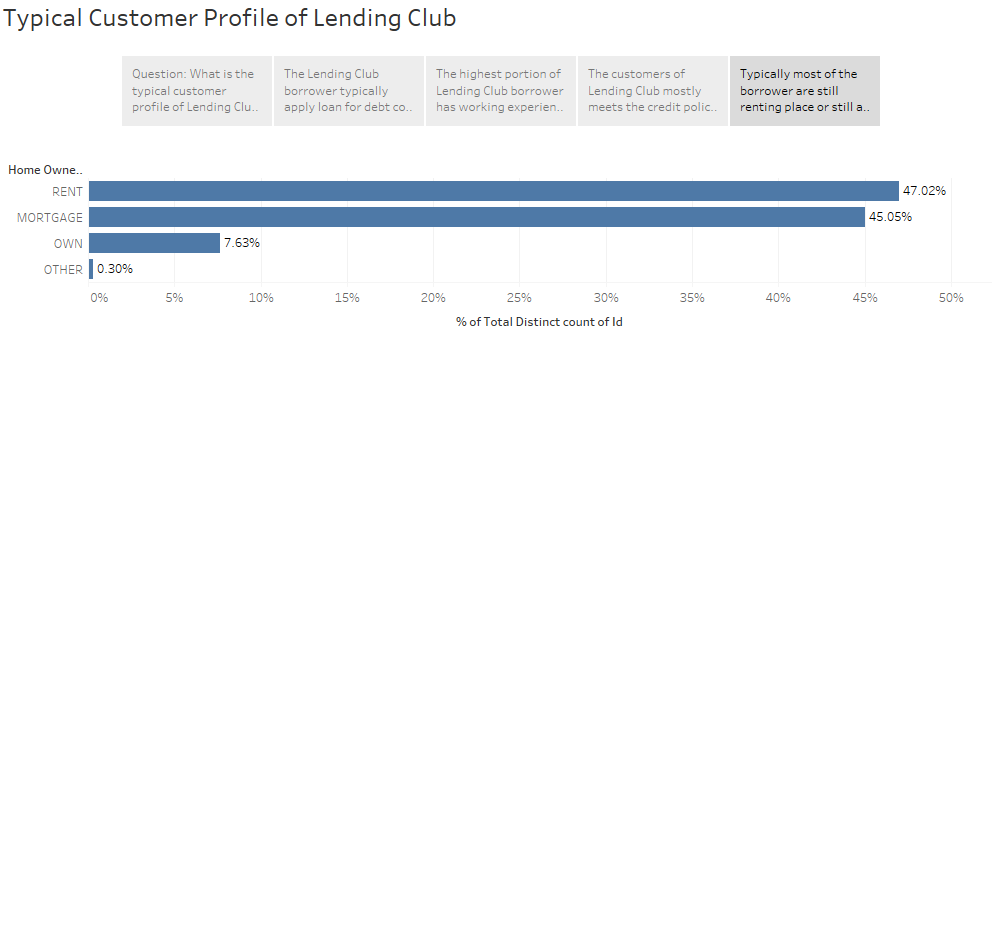 Typical Customer Profile of Lending Club
Question: What is the
typical customer
profile of Lending Clu..
The Lending Club
borrower typically
apply loan for debt co..
The highest portion of
Lending Club borrower
has working experien..
The customers of
Lending Club mostly
meets the credit polic..
Typically most of the
borrower are still
renting place or still a..
Home Owne..
RENT 47.02%
MORTGAGE 45.05%
OWN 7.63%
OTHER 0.30%
0% 5% 10% 15% 20% 25% 30% 35% 40% 45% 50%
% of Total Distinct count of Id